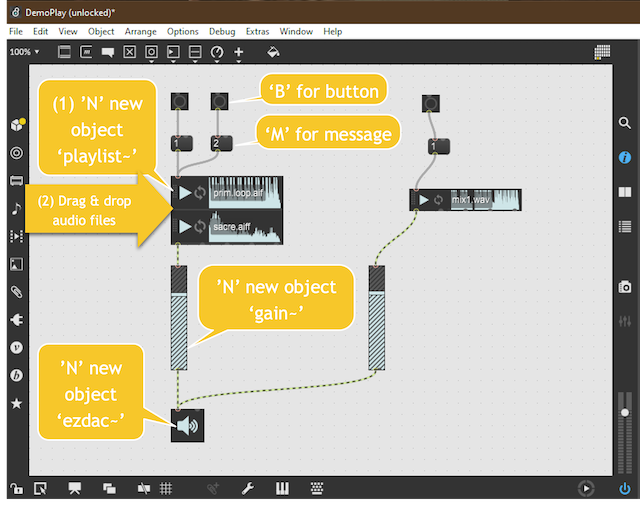 DemoPlay (unlocked)*
File Edit View Object Arrange Options Debug Extras Window Help
100%
‘B’ for button
(1) ’N’ new
object
‘playlist~’
‘M’ for message
1
2
1
(2) Drag & drop
audio files
prim.loop.aif
sacre.aiff
mix1.wav
’N’ new object
‘gain~’
’N’ new
object
‘ezdac~’